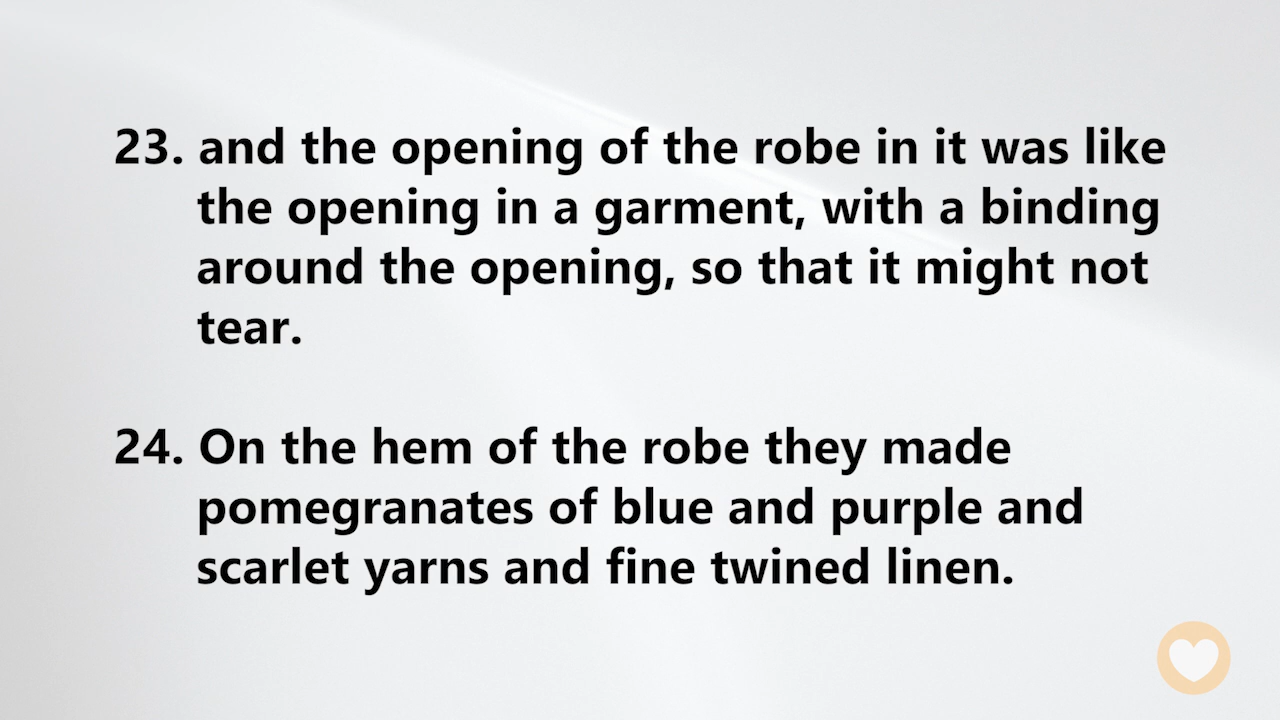 23. and the opening of the robe in it was like
the opening in a garment, with a binding
around the opening, so that it might not
tear.
24. On the hem of the robe they made
pomegranates of blue and purple and
scarlet yarns and fine twined linen.